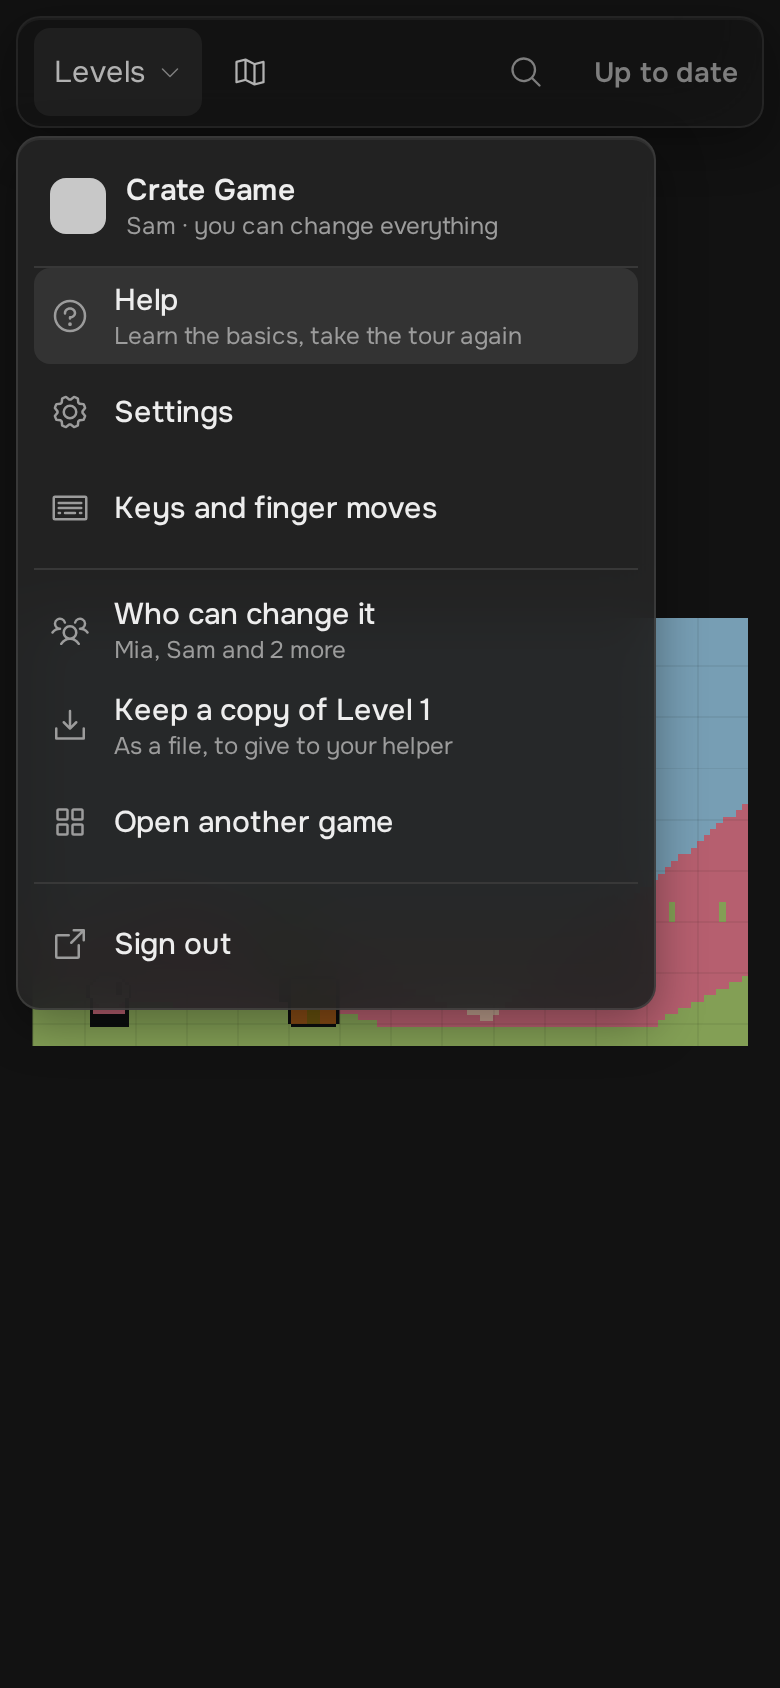 Levels
Up to date
Crate Game
Sam · you can change everything
Help
Learn the basics, take the tour again
Settings
Keys and finger moves
Who can change it
Mia, Sam and 2 more
Keep a copy of Level 1
As a file, to give to your helper
Open another game
Sign out